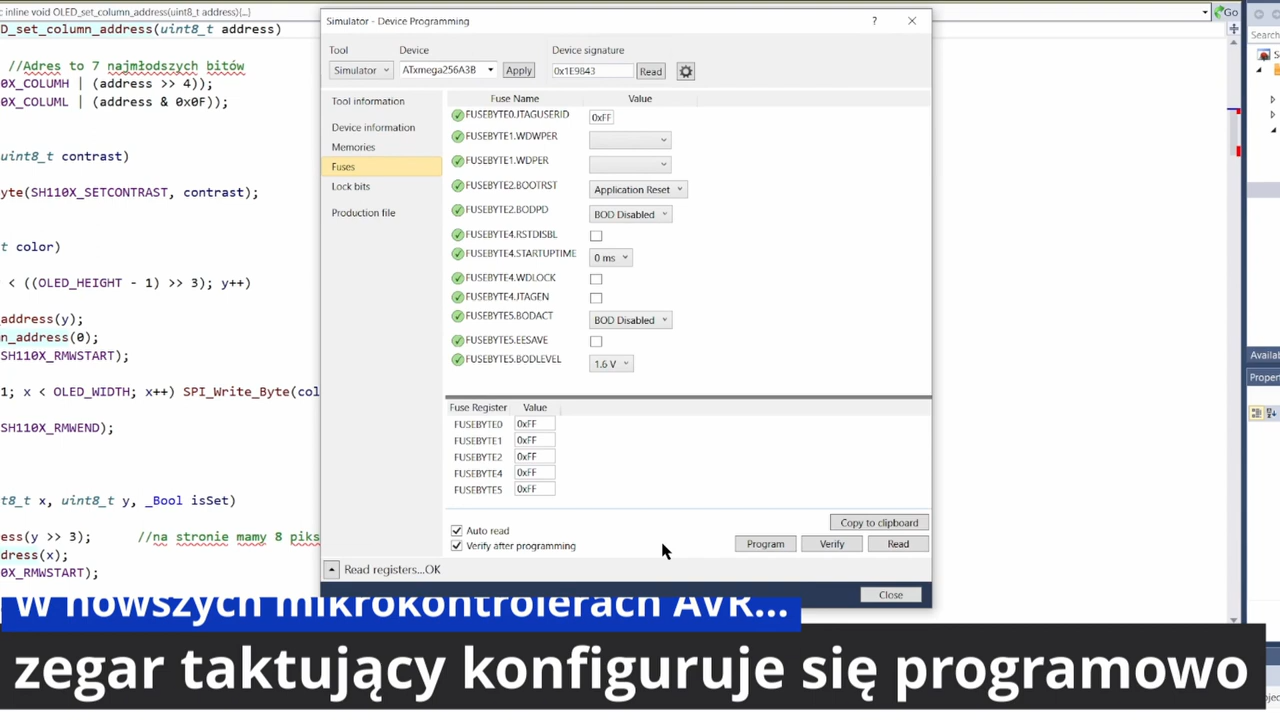 : inline void OLED_set_column_address(uint8_t address){...}
Go
D_set_column_address(uint8_t address)
//Adres to 7 najmłodszych bitów
0X_COLUMH | (address >> 4));
0X_COLUML | (address & 0x0F));
uint8_t contrast)
yte(SH110X_SETCONTRAST, contrast);
t color)
< ((OLED_HEIGHT - 1) >> 3); y++)
address(y);
n_address(0);
SH110X_RMWSTART);
1; x < OLED_WIDTH; x++) SPI_Write_Byte(col
SH110X_RMWEND);
t8_t x, uint8_t y, _Bool isSet)
ess(y >> 3); //na stronie mamy 8 piks
dress(x);
0X_RMWSTART);
Simulator - Device Programming
? ×
Tool Device Device signature
Simulator ATxmega256A3B Apply 0x1E9843 Read
Tool information
Device information
Memories
Fuses
Lock bits
Production file
Fuse Name Value
FUSEBYTE0.JTAGUSERID 0xFF
FUSEBYTE1.WDWPER
FUSEBYTE1.WDPER
FUSEBYTE2.BOOTRST Application Reset
FUSEBYTE2.BODPD BOD Disabled
FUSEBYTE4.RSTDISBL
FUSEBYTE4.STARTUPTIME 0 ms
FUSEBYTE4.WDLOCK
FUSEBYTE4.JTAGEN
FUSEBYTE5.BODACT BOD Disabled
FUSEBYTE5.EESAVE
FUSEBYTE5.BODLEVEL 1.6 V
Fuse Register Value
FUSEBYTE0 0xFF
FUSEBYTE1 0xFF
FUSEBYTE2 0xFF
FUSEBYTE4 0xFF
FUSEBYTE5 0xFF
Copy to clipboard
Auto read
Verify after programming
Program Verify Read
Read registers...OK
Close
Search
S
Availa
Proper
W nowszych mikrokontrolerach AVR...
zegar taktujący konfiguruje się programowo